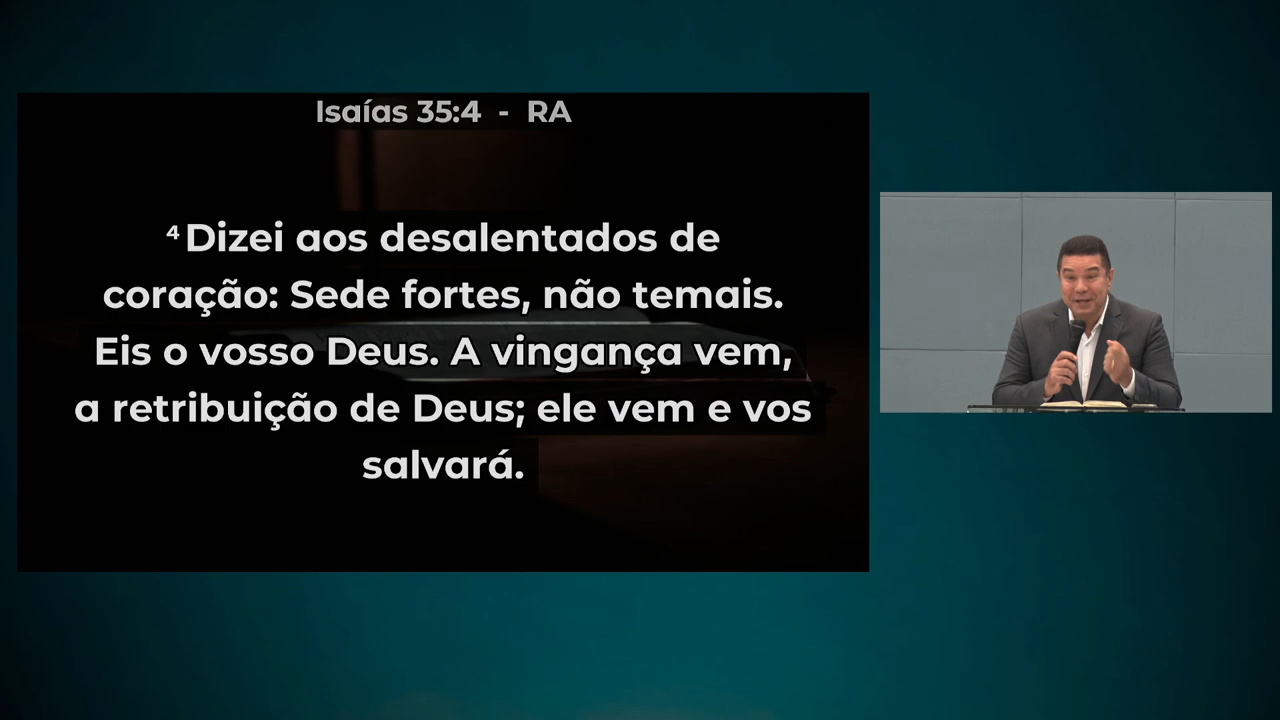 Isaías 35:4 - RA
⁴ Dizei aos desalentados de
coração: Sede fortes, não temais.
Eis o vosso Deus. A vingança vem,
a retribuição de Deus; ele vem e vos
salvará.